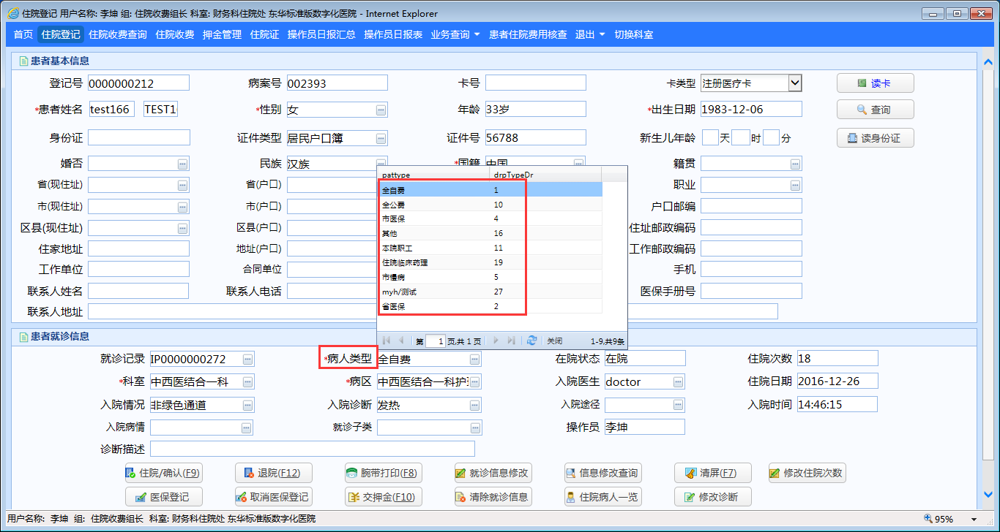 住院登记 用户名称: 李坤 组: 住院收费组长 科室: 财务科住院处 东华标准版数字化医院 - Internet Explorer
首页 住院登记 住院收费查询 住院收费 押金管理 住院证 操作员日报汇总 操作员日报表 业务查询 患者住院费用核查 退出 切换科室
患者基本信息
登记号 0000000212 病案号 002393 卡号 卡类型 注册医疗卡 读卡
*患者姓名 test166 TEST1 *性别 女 年龄 33岁 *出生日期 1983-12-06 查询
身份证 证件类型 居民户口簿 证件号 56788 新生儿年龄 天 时 分 读身份证
婚否 民族 汉族 *国籍 中国 籍贯
pattype drpTypeDr
省(现住址) 省(户口) 职业
全自费 1
全公费 10
市(现住址) 市(户口) 户口邮编
市医保 4
区县(现住址) 区县(户口) 住址邮政编码
其他 16
住家地址 地址(户口) 工作邮政编码
本院职工 11
住院临床药理 19
工作单位 合同单位 手机
市慢病 5
联系人姓名 联系人电话 医保手册号
myh/测试 27
联系人地址
省医保 2
第 1 页,共 1 页 关闭 1-9,共9条
患者就诊信息
就诊记录 IP0000000272 *病人类型 全自费 在院状态 在院 住院次数 18
*科室 中西医结合一科 *病区 中西医结合一科护 入院医生 doctor 住院日期 2016-12-26
入院情况 非绿色通道 入院诊断 发热 入院途径 入院时间 14:46:15
入院病情 就诊子类 操作员 李坤
诊断描述
住院/确认(F9) 退院(F12) 腕带打印(F8) 就诊信息修改 信息修改查询 清屏(F7) 修改住院次数
医保登记 取消医保登记 交押金(F10) 清除就诊信息 住院病人一览 修改诊断
用户名称: 李坤 组: 住院收费组长 科室: 财务科住院处 东华标准版数字化医院 95%